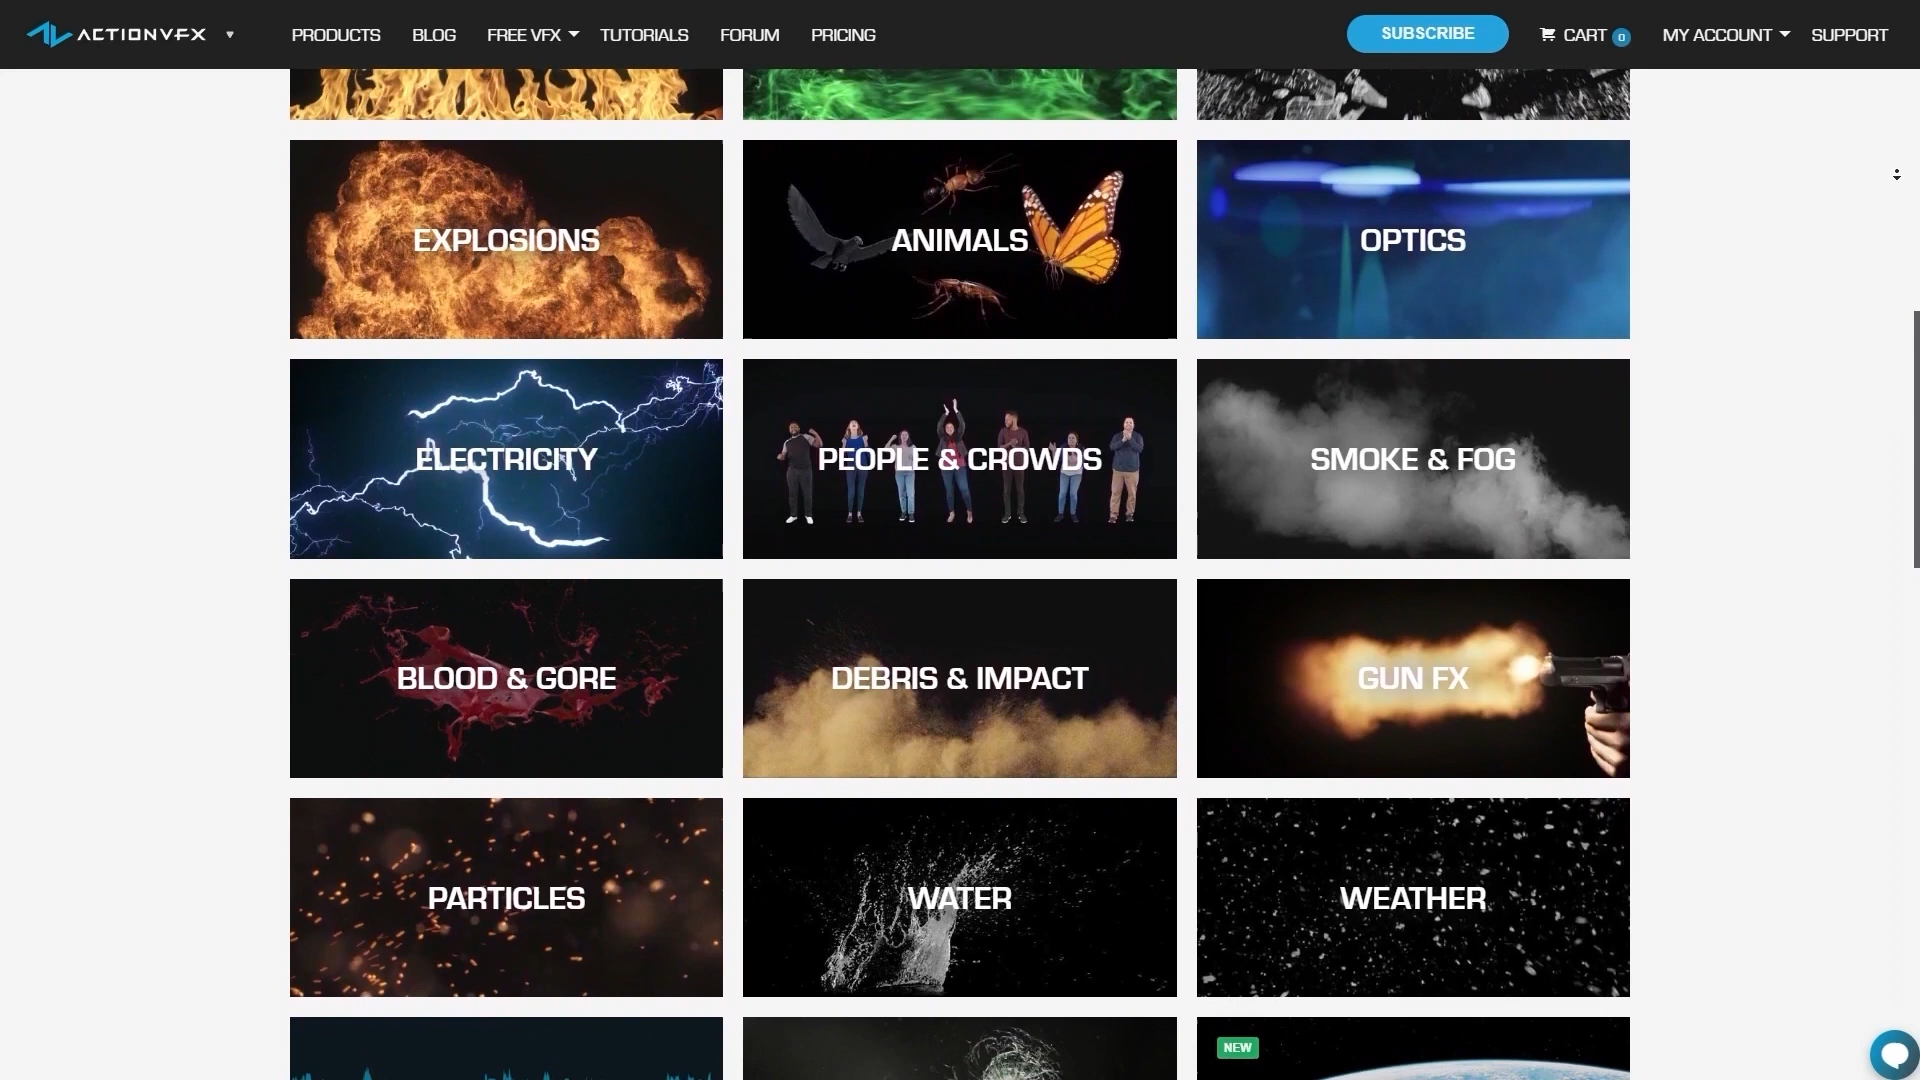 ACTIONVFX
PRODUCTS
BLOG
FREE VFX
TUTORIALS
FORUM
PRICING
SUBSCRIBE
CART 0
MY ACCOUNT
SUPPORT
EXPLOSIONS
ANIMALS
OPTICS
ELECTRICITY
PEOPLE & CROWDS
SMOKE & FOG
BLOOD & GORE
DEBRIS & IMPACT
GUN FX
PARTICLES
WATER
WEATHER
NEW